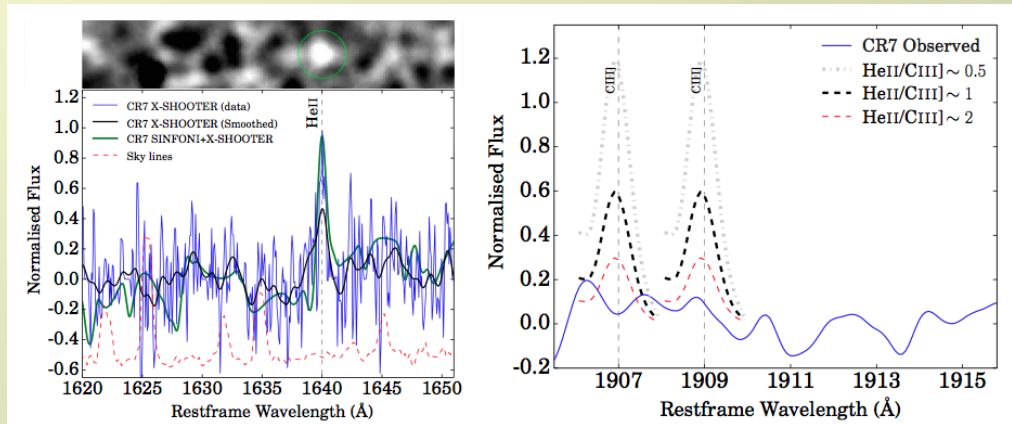 1.2
1.0
0.8
0.6
0.4
0.2
0.0
-0.2
-0.4
-0.6
Normalised Flux
CR7 X-SHOOTER (data)
CR7 X-SHOOTER (Smoothed)
CR7 SINFONI+X-SHOOTER
Sky lines
HeII
1620 1625 1630 1635 1640 1645 1650
Restframe Wavelength (Å)
1.2
1.0
0.8
0.6
0.4
0.2
0.0
-0.2
Normalised Flux
CIII]
CIII]
CR7 Observed
HeII/CIII] ~ 0.5
HeII/CIII] ~ 1
HeII/CIII] ~ 2
1907 1909 1911 1913 1915
Restframe Wavelength (Å)